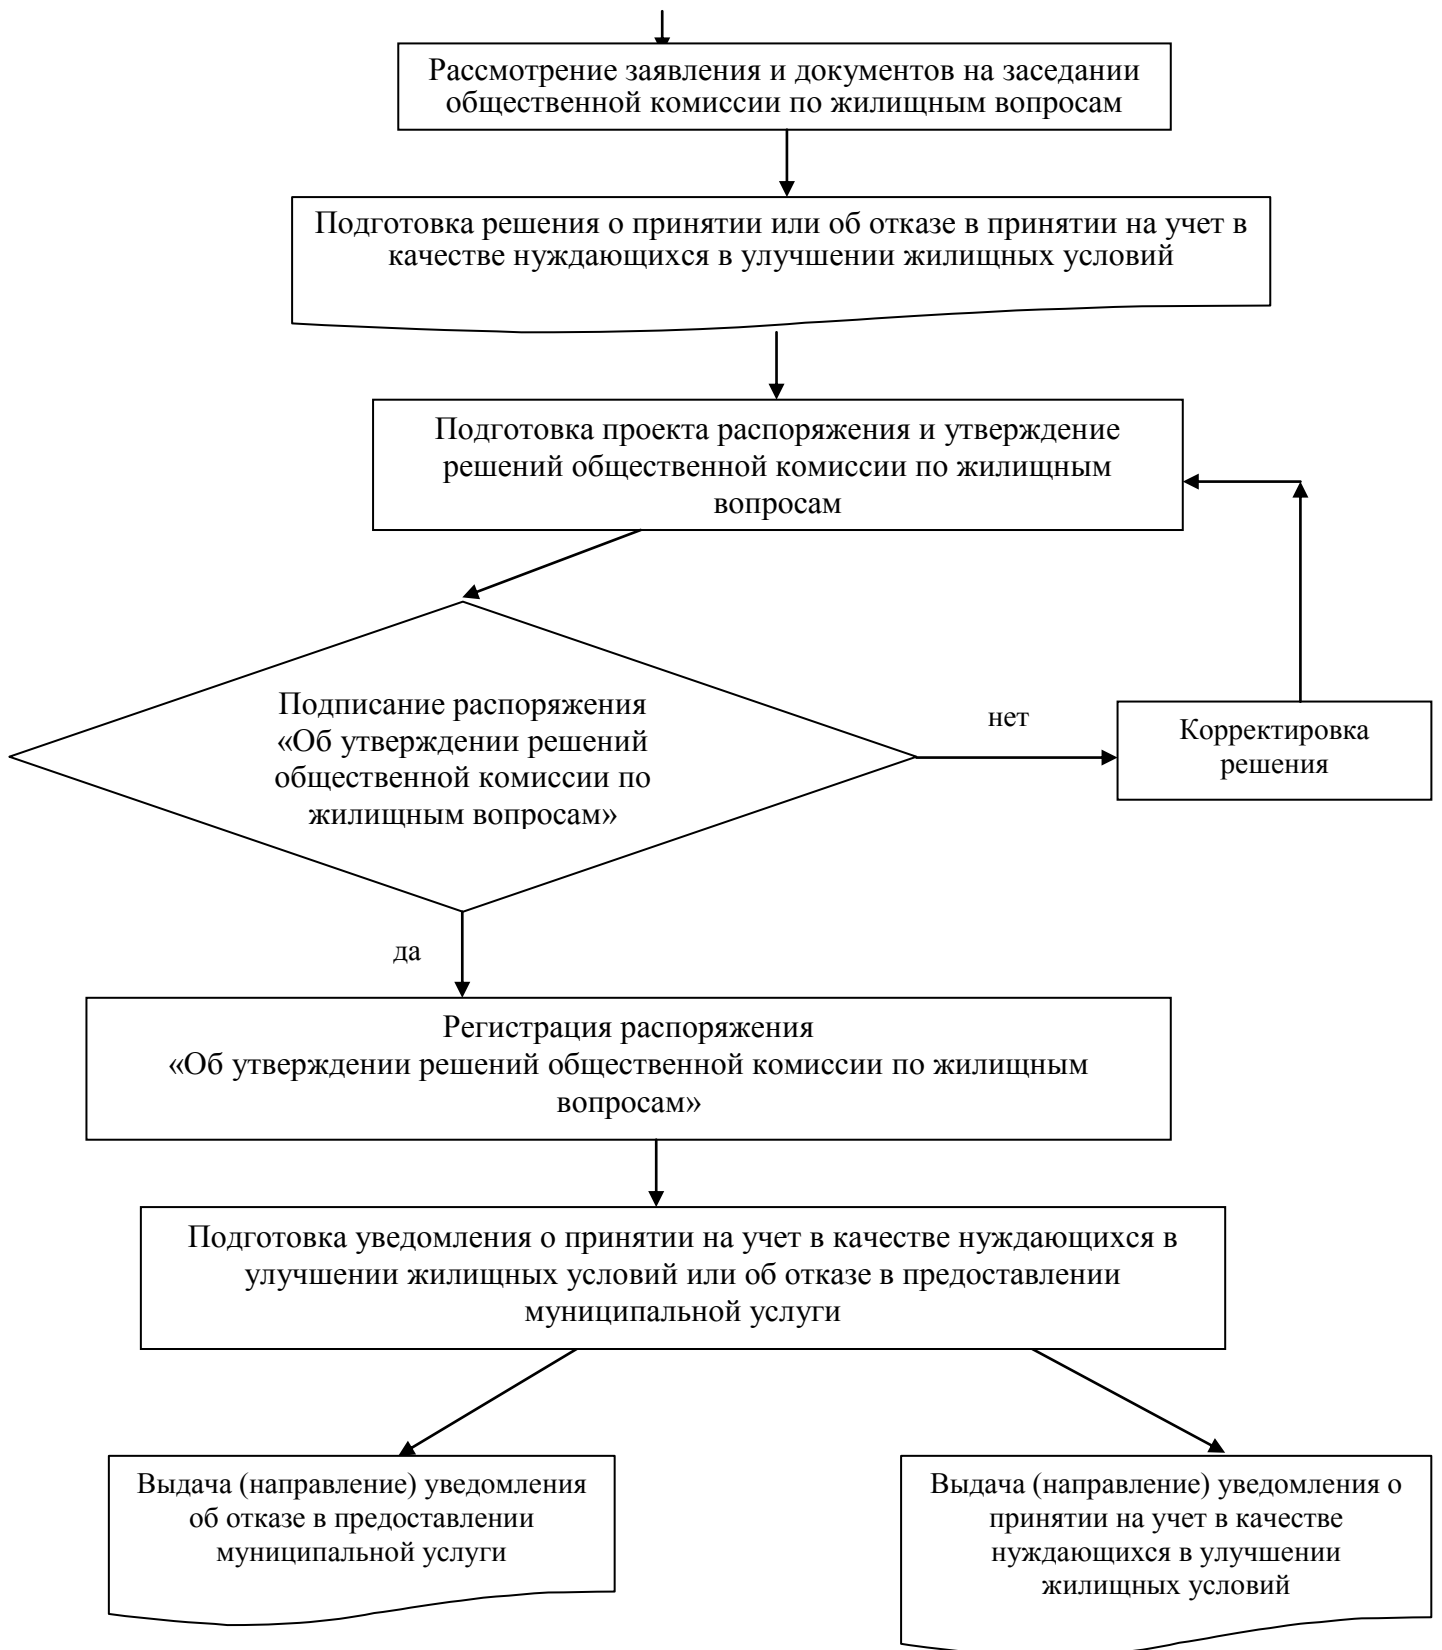 Рассмотрение заявления и документов на заседании
общественной комиссии по жилищным вопросам
Подготовка решения о принятии или об отказе в принятии на учет в
качестве нуждающихся в улучшении жилищных условий
Подготовка проекта распоряжения и утверждение
решений общественной комиссии по жилищным
вопросам
Подписание распоряжения
«Об утверждении решений
общественной комиссии по
жилищным вопросам»
нет
Корректировка
решения
да
Регистрация распоряжения
«Об утверждении решений общественной комиссии по жилищным
вопросам»
Подготовка уведомления о принятии на учет в качестве нуждающихся в
улучшении жилищных условий или об отказе в предоставлении
муниципальной услуги
Выдача (направление) уведомления
об отказе в предоставлении
муниципальной услуги
Выдача (направление) уведомления о
принятии на учет в качестве
нуждающихся в улучшении
жилищных условий